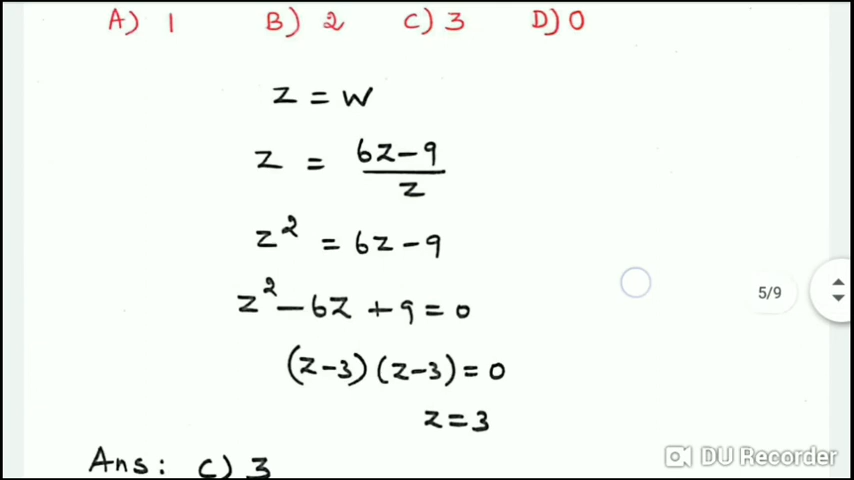 A) 1 B) 2 C) 3 D) 0
z = w
z = 6z-9/z
z² = 6z-9
z²-6z+9=0
(z-3)(z-3)=0
z=3
Ans: C) 3
5/9
DU Recorder